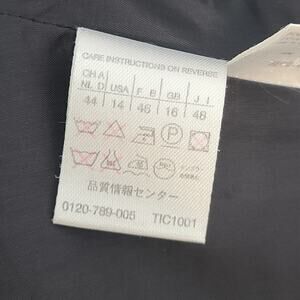 CARE INSTRUCTIONS ON REVERSE
CH A USA F B GB J I
NL D
44 14 46 16 48
品質情報センター
0120-789-005 TIC1001